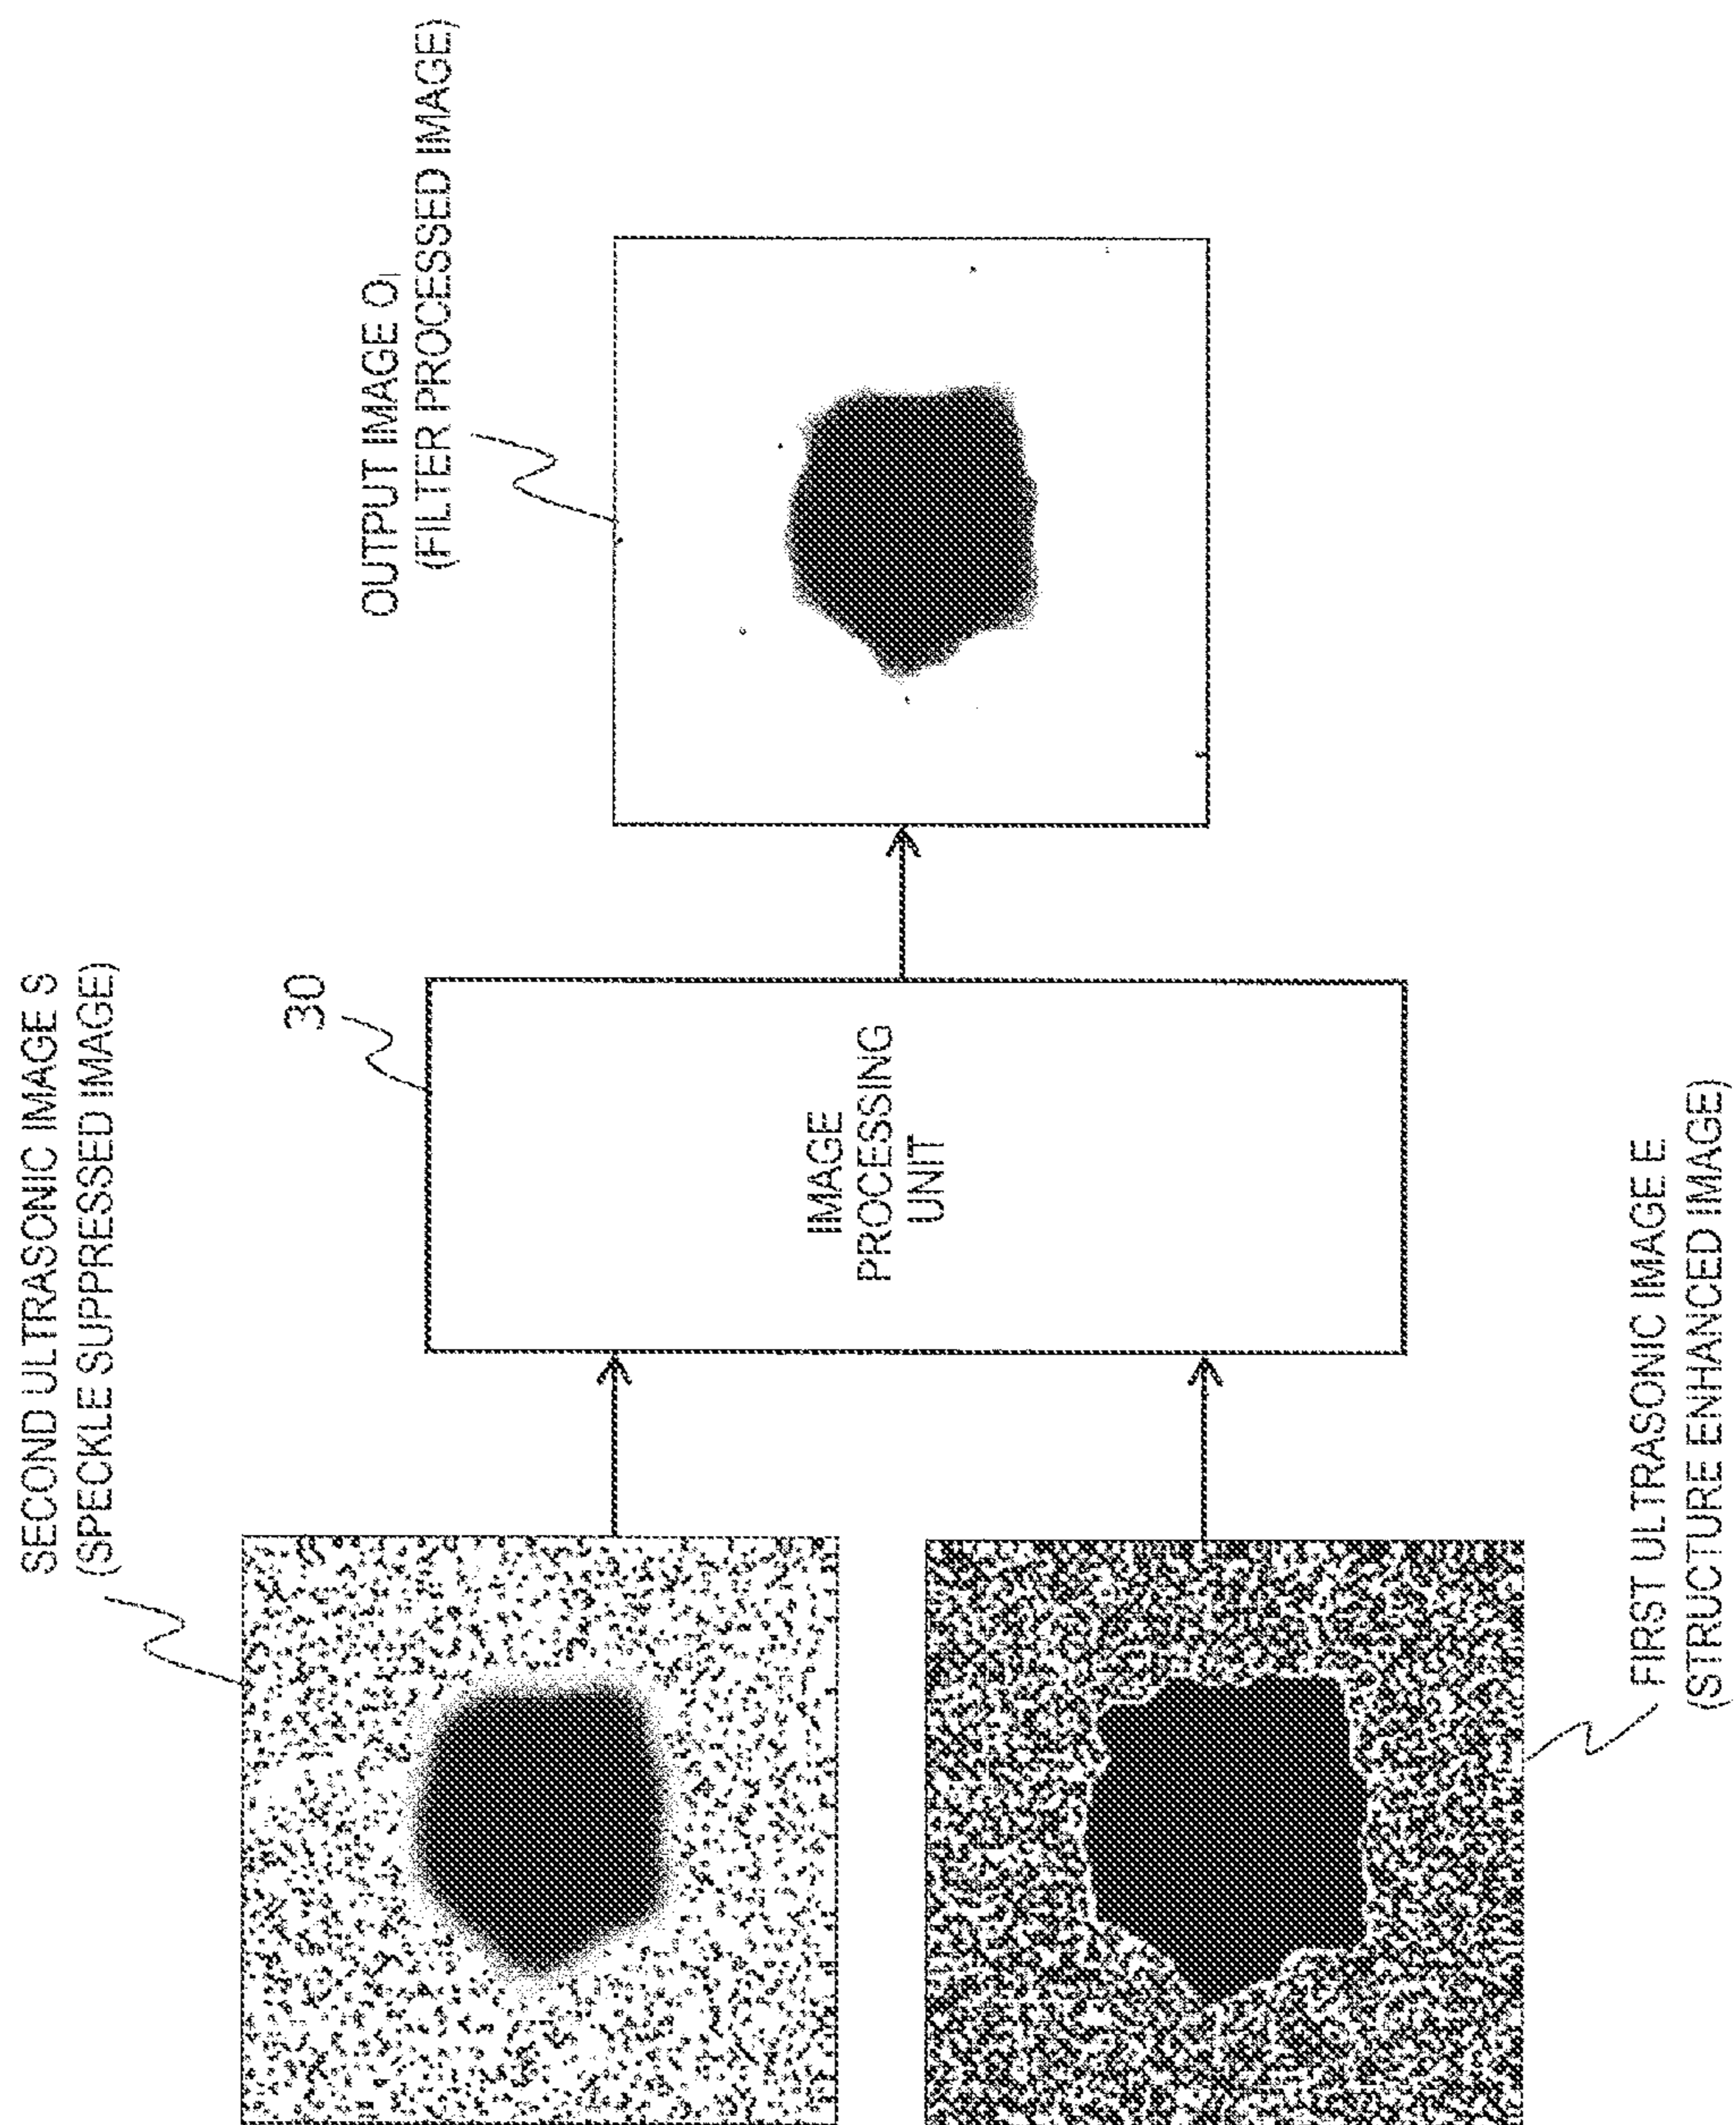 SECOND ULTRASONIC IMAGE S
(SPECKLE SUPPRESSED IMAGE)
30
OUTPUT IMAGE O
(FILTER PROCESSED IMAGE)
IMAGE
PROCESSING
UNIT
FIRST ULTRASONIC IMAGE E
(STRUCTURE ENHANCED IMAGE)